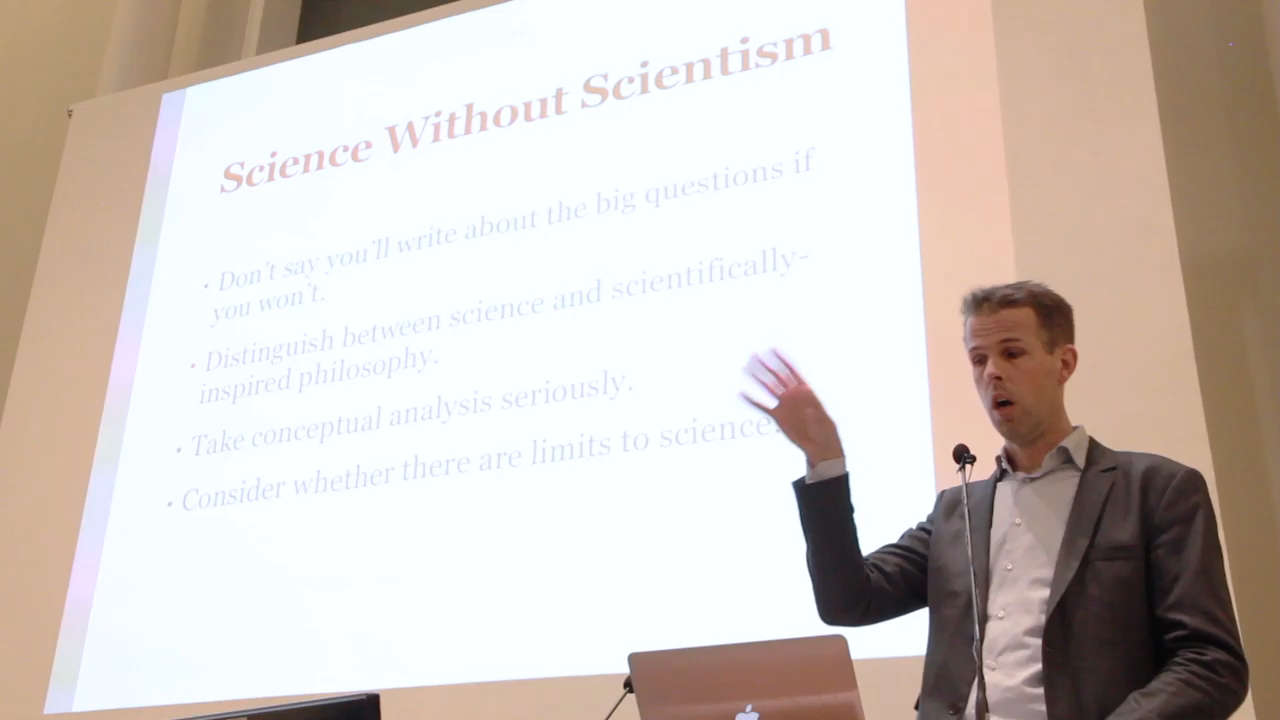 Science Without Scientism
• Don't say you'll write about the big questions if
you won't.
• Distinguish between science and scientifically-
inspired philosophy.
• Take conceptual analysis seriously.
• Consider whether there are limits to science.